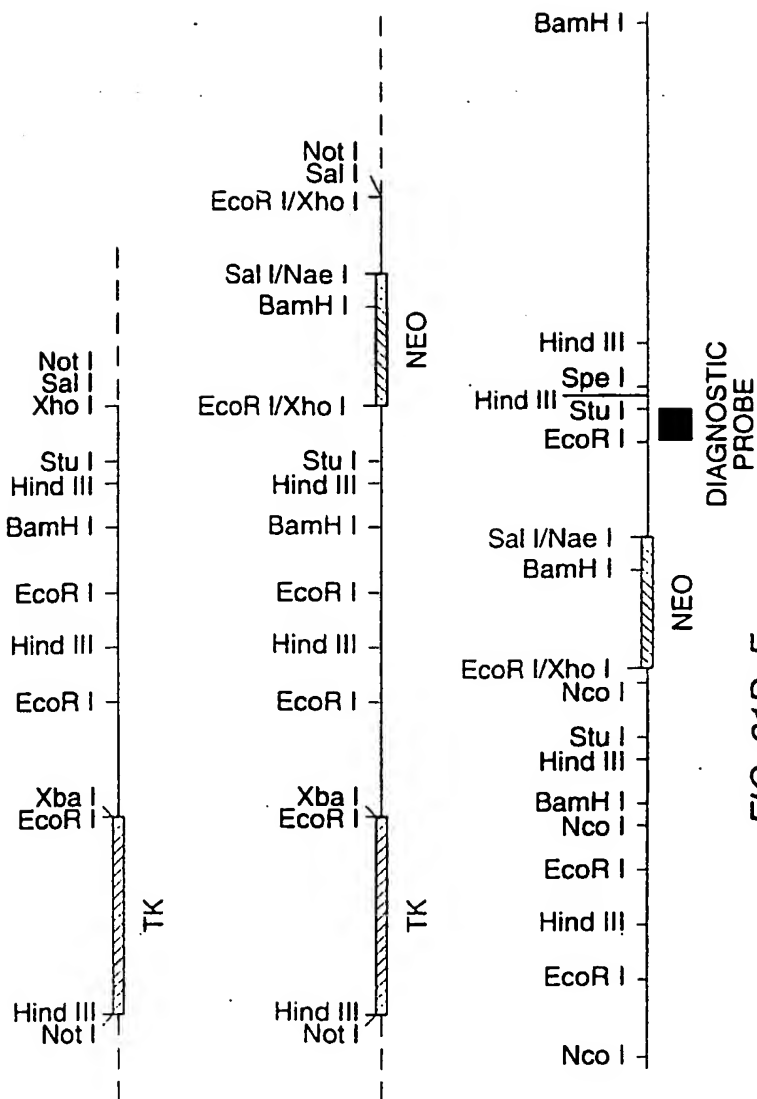 Not I
Sal I
Xho I
Stu I
Hind III
BamH I
EcoR I
Hind III
EcoR I
Xba I
EcoR I
TK
Hind III
Not I
Not I
Sal I
EcoR I/Xho I
Sal I/Nae I
BamH I
NEO
EcoR I/Xho I
Stu I
Hind III
BamH I
EcoR I
Hind III
EcoR I
Xba I
EcoR I
TK
Hind III
Not I
BamH I
Hind III
Spe I
Hind III
Stu I
EcoR I
DIAGNOSTIC
PROBE
Sal I/Nae I
BamH I
NEO
EcoR I/Xho I
Nco I
Stu I
Hind III
BamH I
Nco I
EcoR I
Hind III
EcoR I
Nco I
FIG.